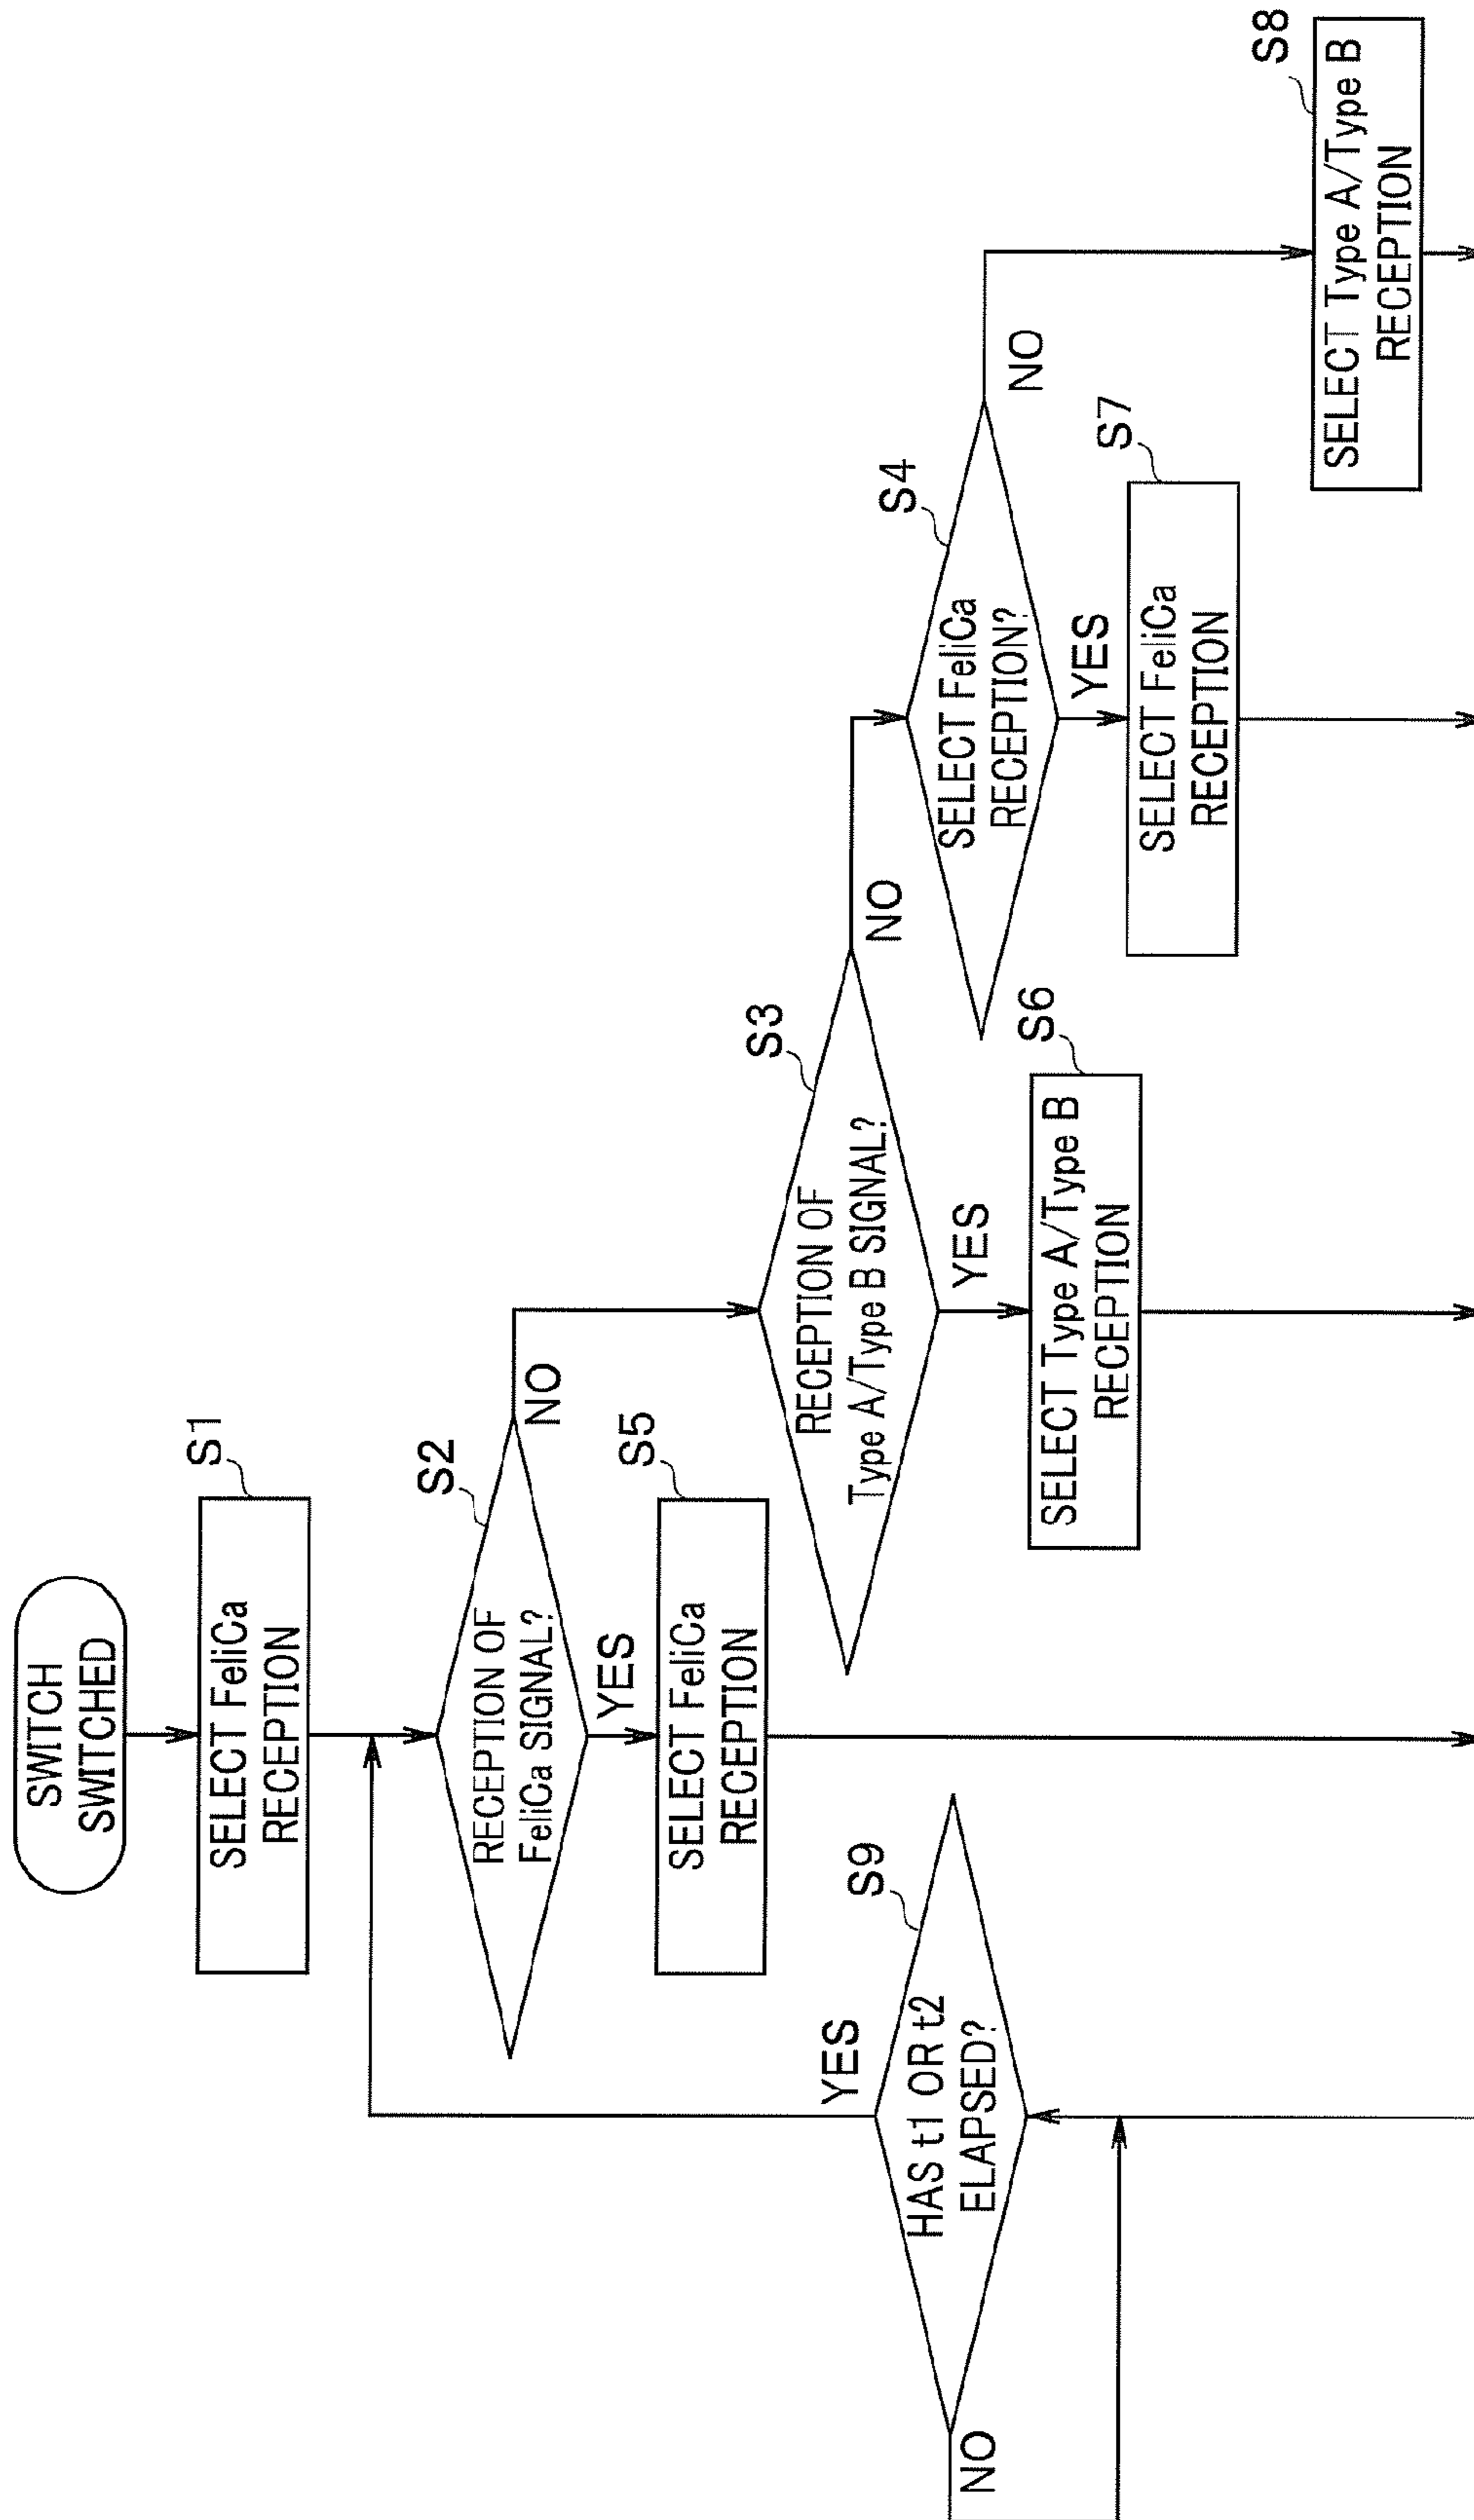 SWITCH
SWITCHED
S1
SELECT FeliCa
RECEPTION
S2
RECEPTION OF
FeliCa SIGNAL?
NO
YES
S5
SELECT FeliCa
RECEPTION
S3
RECEPTION OF
Type A/Type B SIGNAL?
NO
YES
S6
SELECT Type A/Type B
RECEPTION
S4
SELECT FeliCa
RECEPTION?
NO
YES
S7
SELECT FeliCa
RECEPTION
S8
SELECT Type A/Type B
RECEPTION
S9
HAS t1 OR t2
ELAPSED?
YES
NO